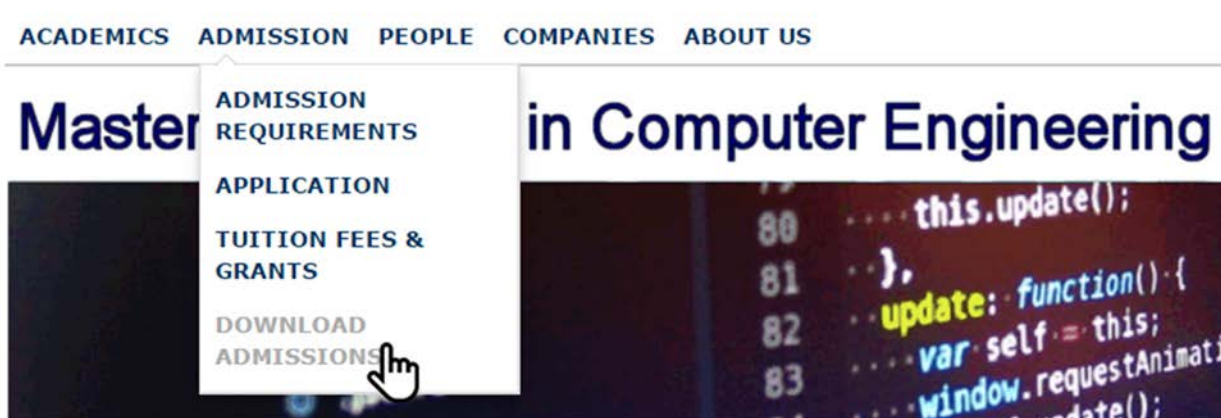 ACADEMICS ADMISSION PEOPLE COMPANIES ABOUT US
ADMISSION
REQUIREMENTS
APPLICATION
TUITION FEES &
GRANTS
DOWNLOAD
ADMISSIONS
Master in Computer Engineering
80 .... this.update();
81 .. },
82 .. update: function() {
83 .... var self = this;
.... window.requestAnimati